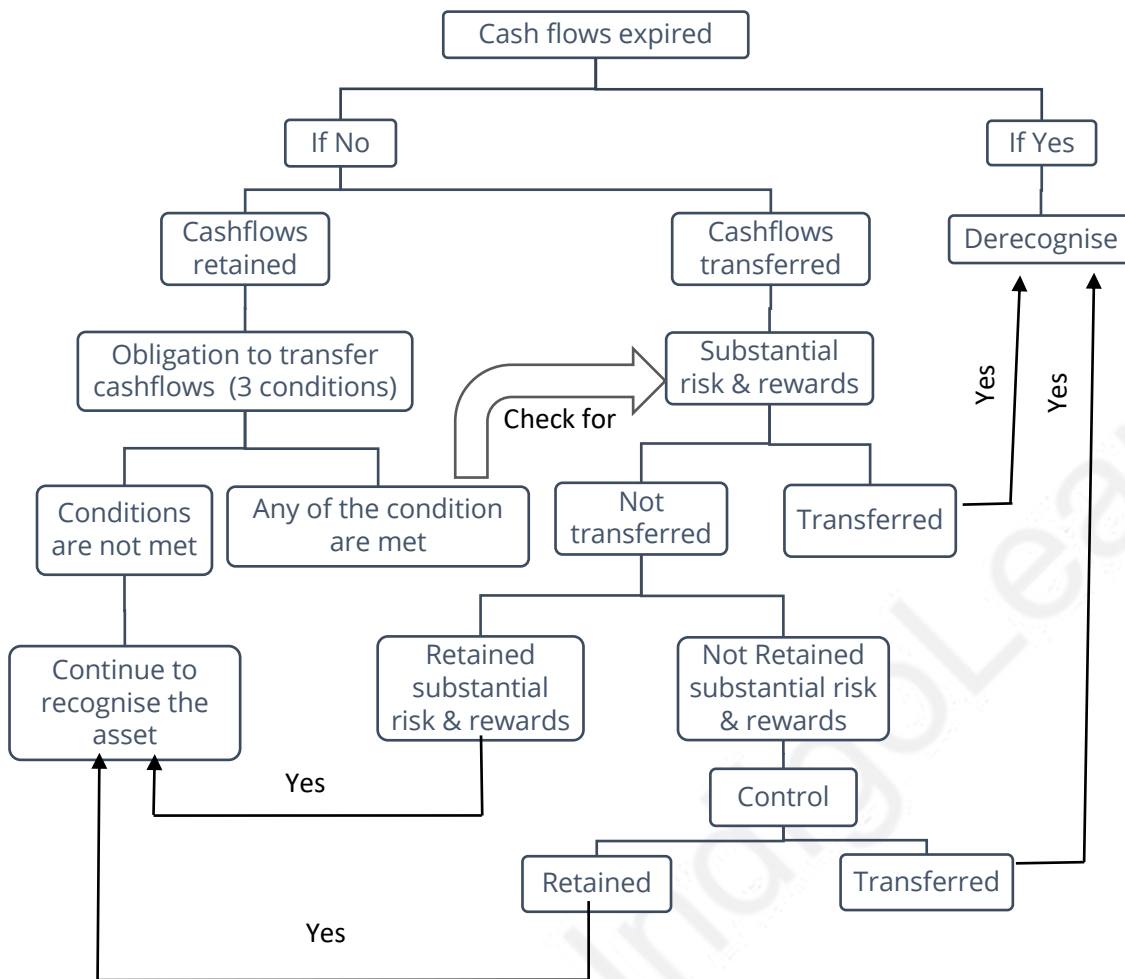 Cash flows expired
If No
If Yes
Cashflows
retained
Cashflows
transferred
Derecognise
Obligation to transfer
cashflows (3 conditions)
Substantial
risk & rewards
Check for
Yes
Yes
Conditions
are not met
Any of the condition
are met
Not
transferred
Transferred
Continue to
recognise the
asset
Retained
substantial
risk & rewards
Not Retained
substantial risk
& rewards
Yes
Control
Retained
Transferred
Yes